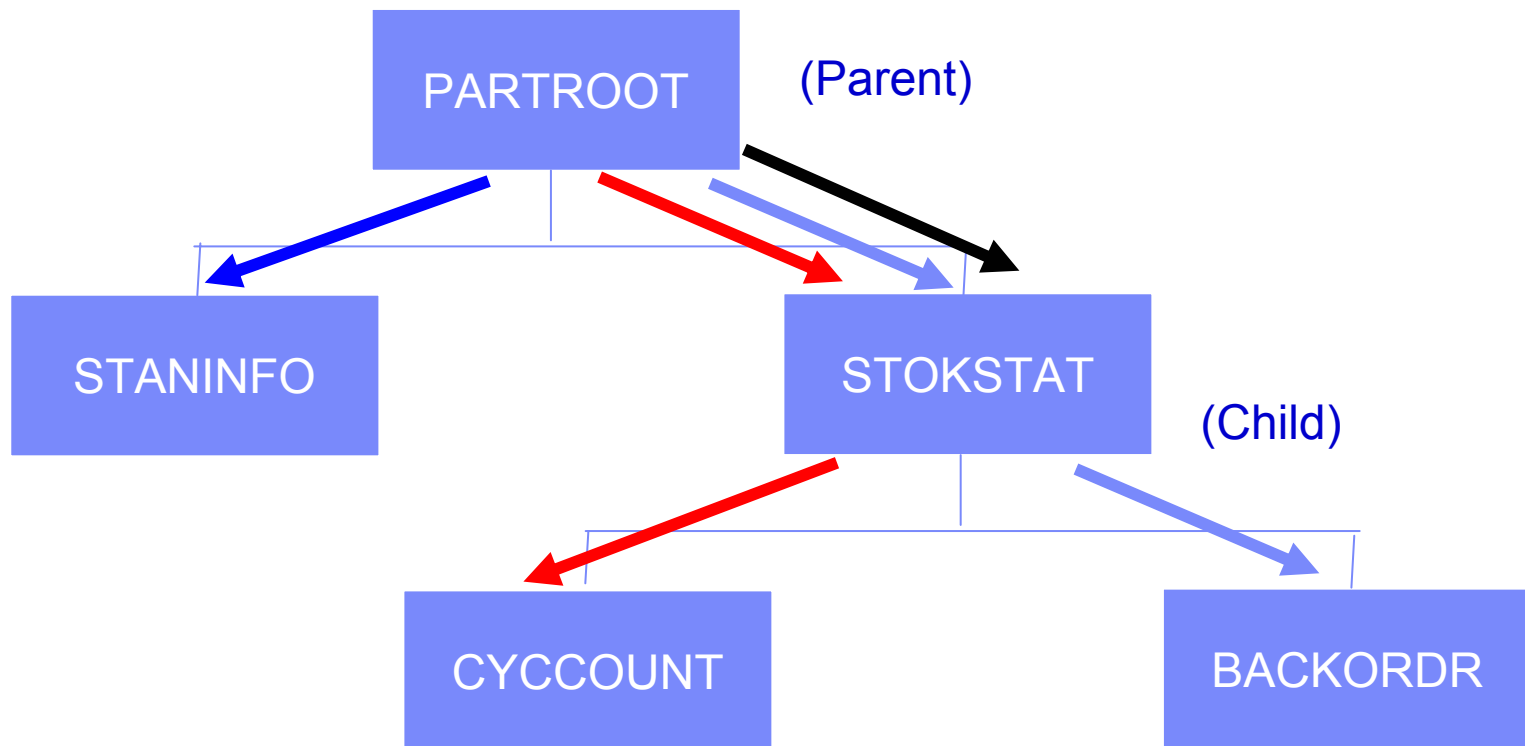 PARTROOT
(Parent)
STANINFO
STOKSTAT
(Child)
CYCCOUNT
BACKORDR